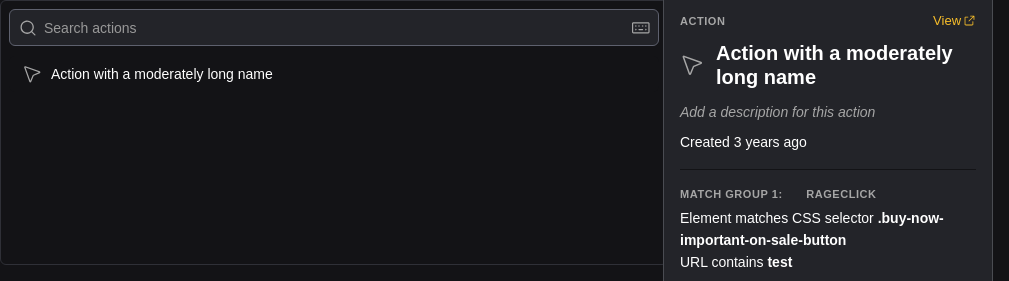 Search actions
Action with a moderately long name
ACTION
View
Action with a moderately
long name
Add a description for this action
Created 3 years ago
MATCH GROUP 1: RAGECLICK
Element matches CSS selector .buy-now-
important-on-sale-button
URL contains test